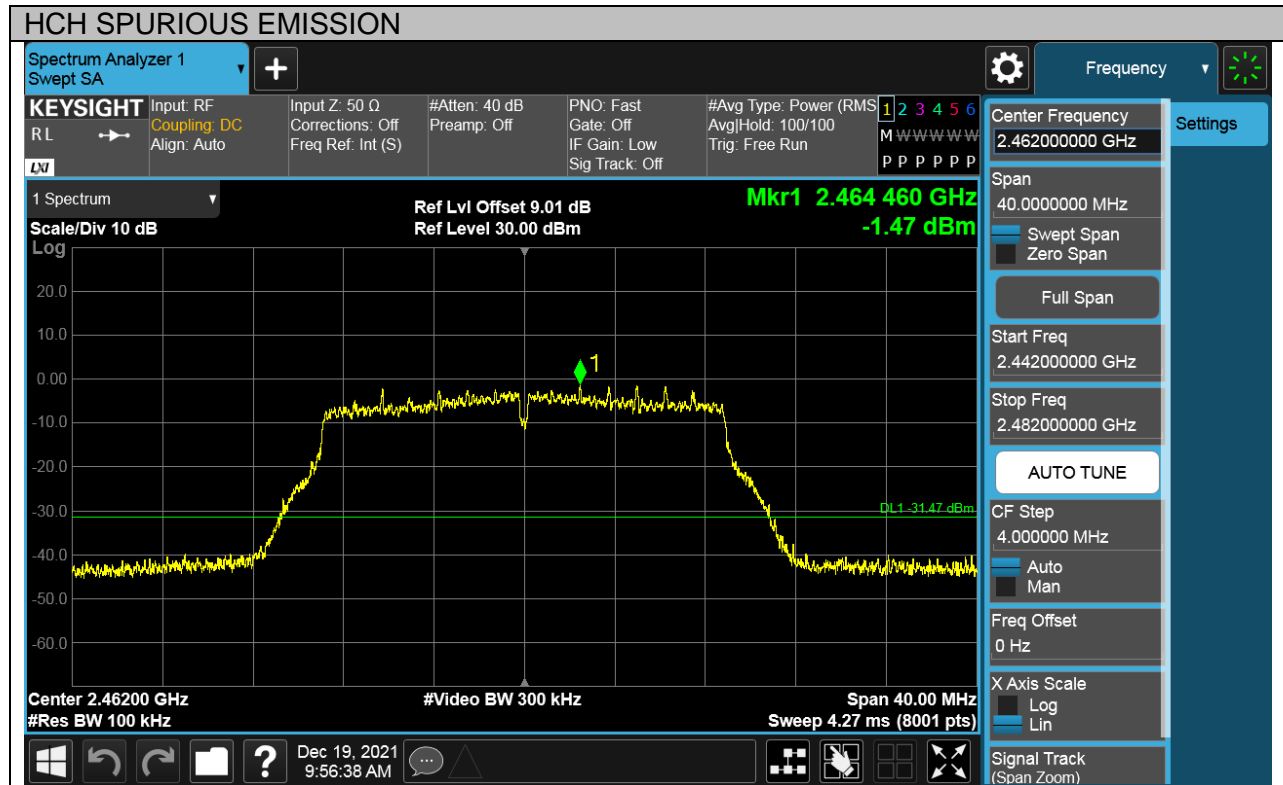 HCH SPURIOUS EMISSION
Spectrum Analyzer 1
Swept SA
+
Frequency
KEYSIGHT
R L
LXI
Input: RF
Coupling: DC
Align: Auto
Input Z: 50 Ω
Corrections: Off
Freq Ref: Int (S)
#Atten: 40 dB
Preamp: Off
PNO: Fast
Gate: Off
IF Gain: Low
Sig Track: Off
#Avg Type: Power (RMS
Avg|Hold: 100/100
Trig: Free Run
1 2 3 4 5 6
M W W W W W
P P P P P P
1 Spectrum
Scale/Div 10 dB
Ref Lvl Offset 9.01 dB
Ref Level 30.00 dBm
Mkr1 2.464 460 GHz
-1.47 dBm
Log
20.0
10.0
0.00
-10.0
-20.0
-30.0
-40.0
-50.0
-60.0
1
DL1 -31.47 dBm
Center 2.46200 GHz
#Res BW 100 kHz
#Video BW 300 kHz
Span 40.00 MHz
Sweep 4.27 ms (8001 pts)
?
Dec 19, 2021
9:56:38 AM
Center Frequency
2.462000000 GHz
Settings
Span
40.0000000 MHz
Swept Span
Zero Span
Full Span
Start Freq
2.442000000 GHz
Stop Freq
2.482000000 GHz
AUTO TUNE
CF Step
4.000000 MHz
Auto
Man
Freq Offset
0 Hz
X Axis Scale
Log
Lin
Signal Track
(Span Zoom)